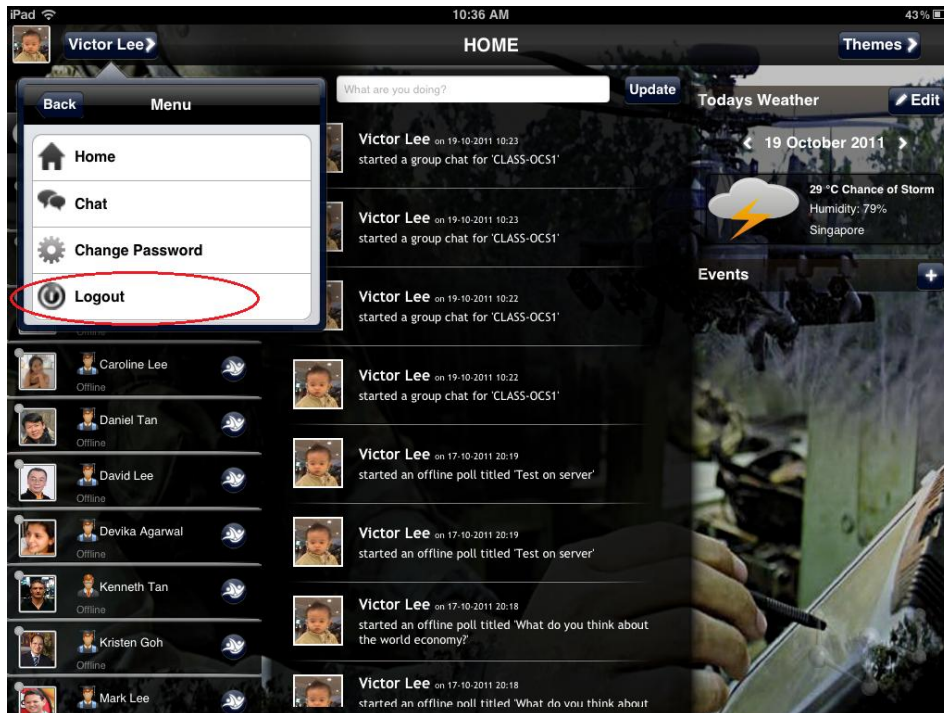 iPad 10:36 AM 43%
Victor Lee HOME Themes
Back Menu
Home
Chat
Change Password
Logout
Offline
Caroline Lee
Offline
Daniel Tan
Offline
David Lee
Offline
Devika Agarwal
Offline
Kenneth Tan
Offline
Kristen Goh
Offline
Mark Lee
What are you doing? Update
Victor Lee on 19-10-2011 10:23
started a group chat for 'CLASS-OCS1'
Victor Lee on 19-10-2011 10:23
started a group chat for 'CLASS-OCS1'
Victor Lee on 19-10-2011 10:22
started a group chat for 'CLASS-OCS1'
Victor Lee on 19-10-2011 10:22
started a group chat for 'CLASS-OCS1'
Victor Lee on 17-10-2011 20:19
started an offline poll titled 'Test on server'
Victor Lee on 17-10-2011 20:19
started an offline poll titled 'Test on server'
Victor Lee on 17-10-2011 20:18
started an offline poll titled 'What do you think about
the world economy?'
Victor Lee on 17-10-2011 20:18
started an offline poll titled 'What do you think about
Todays Weather Edit
19 October 2011
29 °C Chance of Storm
Humidity: 79%
Singapore
Events